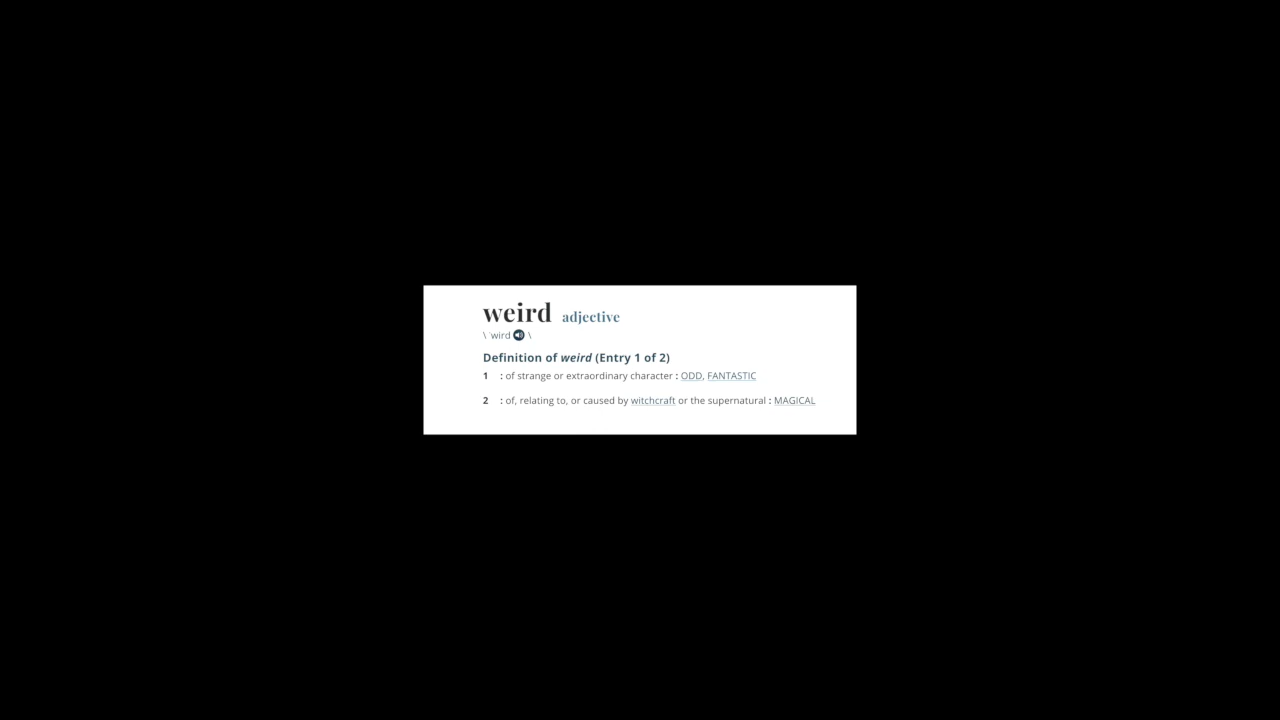 weird adjective
\ ˈwird \
Definition of weird (Entry 1 of 2)
1 : of strange or extraordinary character : ODD, FANTASTIC
2 : of, relating to, or caused by witchcraft or the supernatural : MAGICAL